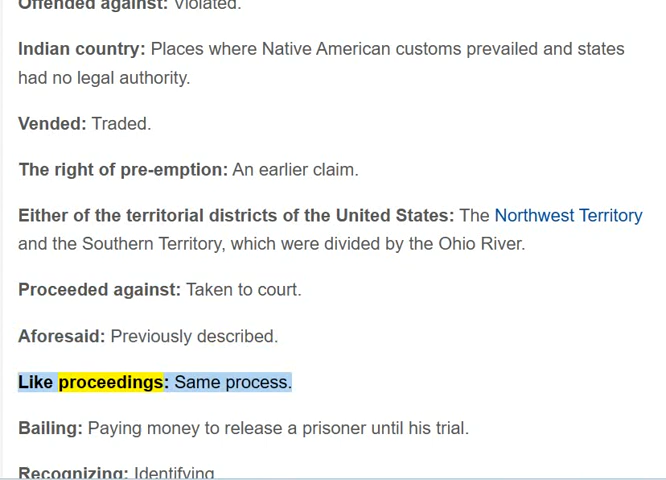 Offended against: Violated.
Indian country: Places where Native American customs prevailed and states
had no legal authority.
Vended: Traded.
The right of pre-emption: An earlier claim.
Either of the territorial districts of the United States: The Northwest Territory
and the Southern Territory, which were divided by the Ohio River.
Proceeded against: Taken to court.
Aforesaid: Previously described.
Like proceedings: Same process.
Bailing: Paying money to release a prisoner until his trial.
Recognizing: Identifying